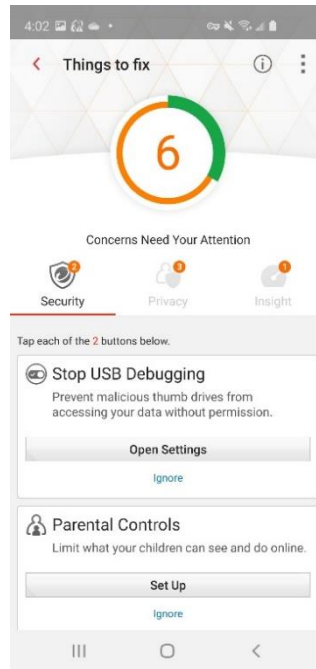 4:02
Things to fix
6
Concerns Need Your Attention
2
3
1
Security
Privacy
Insight
Tap each of the 2 buttons below.
Stop USB Debugging
Prevent malicious thumb drives from
accessing your data without permission.
Open Settings
Ignore
Parental Controls
Limit what your children can see and do online.
Set Up
Ignore